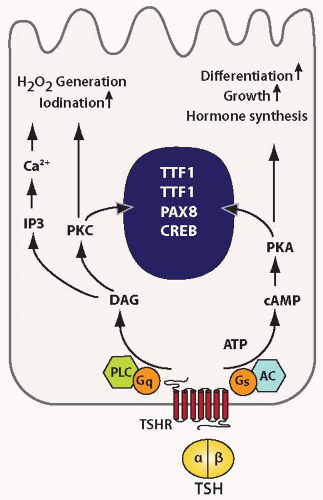 H2O2 Generation
Iodination
Differentiation
Growth
Hormone synthesis
Ca2+
IP3
PKC
TTF1
TTF1
PAX8
CREB
PKA
DAG
cAMP
ATP
PLC
Gq
Gs
AC
TSHR
α β
TSH